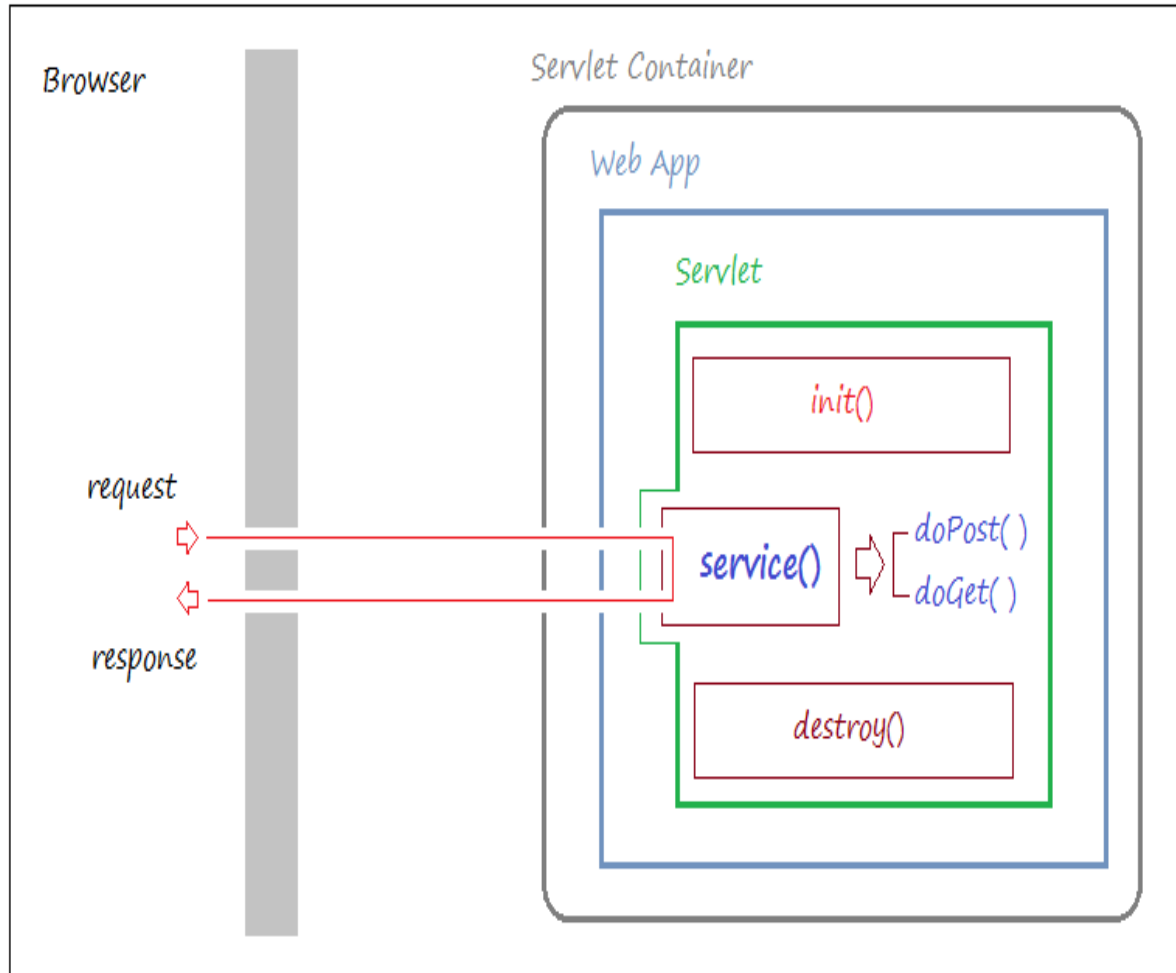 Browser
Servlet Container
Web App
Servlet
init()
request
service()
doPost( )
doGet( )
response
destroy()